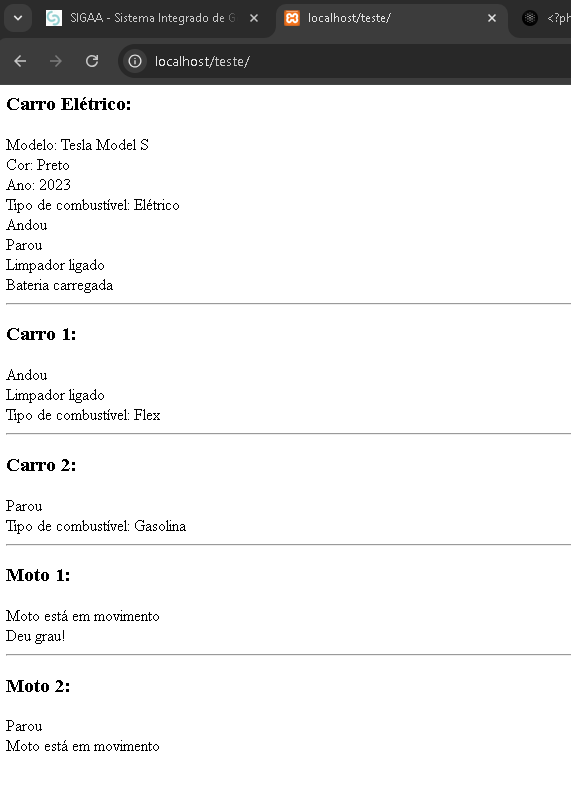 SIGAA - Sistema Integrado de G
localhost/teste/
<?ph
localhost/teste/
Carro Elétrico:
Modelo: Tesla Model S
Cor: Preto
Ano: 2023
Tipo de combustível: Elétrico
Andou
Parou
Limpador ligado
Bateria carregada
Carro 1:
Andou
Limpador ligado
Tipo de combustível: Flex
Carro 2:
Parou
Tipo de combustível: Gasolina
Moto 1:
Moto está em movimento
Deu grau!
Moto 2:
Parou
Moto está em movimento